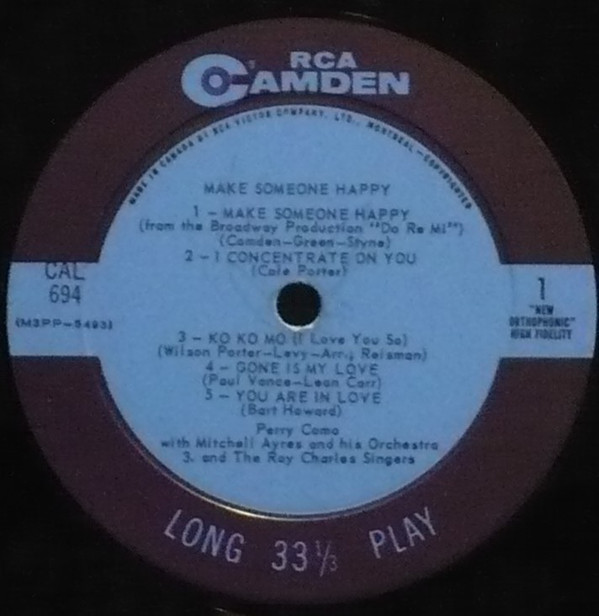 RCA
CAMDEN
MADE IN CANADA BY RCA VICTOR COMPANY, LTD., MONTREAL—COPYRIGHTED
MAKE SOMEONE HAPPY
1 – MAKE SOMEONE HAPPY
(from the Broadway Production "Do Re Mi")
(Comden–Green–Styne)
2 – I CONCENTRATE ON YOU
(Cole Porter)
CAL
694
(M3PP-5493)
1
"NEW
ORTHOPHONIC"
HIGH FIDELITY
3 – KO KO MO (I Love You So)
(Wilson Porter–Levy–Arr.; Reisman)
4 – GONE IS MY LOVE
(Paul Vance–Leon Carr)
5 – YOU ARE IN LOVE
(Bart Howard)
Perry Como
with Mitchell Ayres and his Orchestra
3. and The Ray Charles Singers
LONG 33 1/3 PLAY